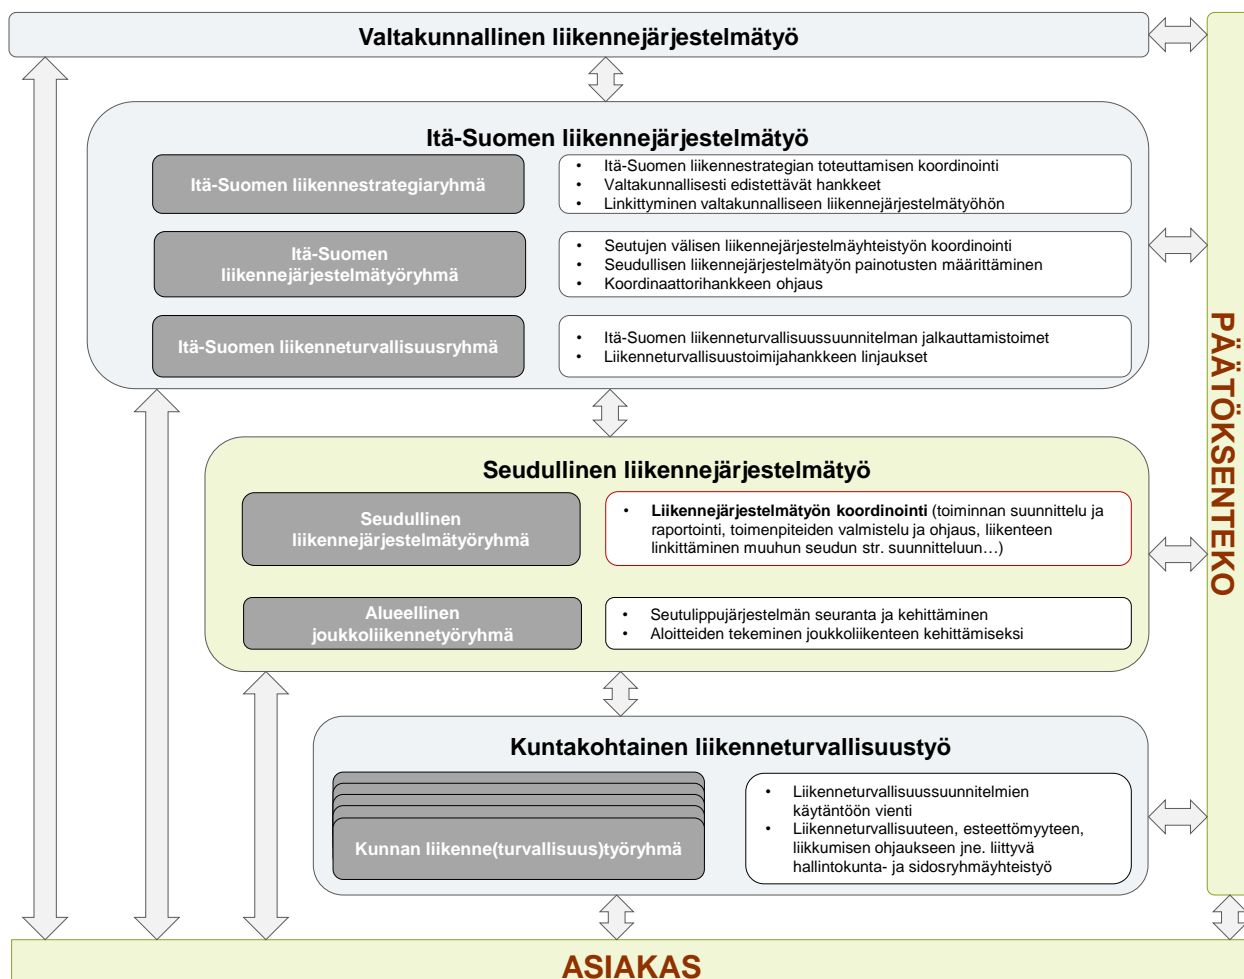 Valtakunnallinen liikennejärjestelmätyö
Itä-Suomen liikennejärjestelmätyö
Itä-Suomen liikennestrategiaryhmä
• Itä-Suomen liikennestrategian toteuttamisen koordinointi
• Valtakunnallisesti edistettävät hankkeet
• Linkittyminen valtakunnalliseen liikennejärjestelmätyöhön
Itä-Suomen
liikennejärjestelmätyöryhmä
• Seutujen välisen liikennejärjestelmäyhteistyön koordinointi
• Seudullisen liikennejärjestelmätyön painotusten määrittäminen
• Koordinaattorihankkeen ohjaus
Itä-Suomen liikenneturvallisuusryhmä
• Itä-Suomen liikenneturvallisuussuunnitelman jalkauttamistoimet
• Liikenneturvallisuustoimijahankkeen linjaukset
Seudullinen liikennejärjestelmätyö
Seudullinen
liikennejärjestelmätyöryhmä
• Liikennejärjestelmätyön koordinointi (toiminnan suunnittelu ja
raportointi, toimenpiteiden valmistelu ja ohjaus, liikenteen
linkittäminen muuhun seudun str. suunnitteluun…)
Alueellinen
joukkoliikennetyöryhmä
• Seutulippujärjestelmän seuranta ja kehittäminen
• Aloitteiden tekeminen joukkoliikenteen kehittämiseksi
Kuntakohtainen liikenneturvallisuustyö
Kunnan liikenne(turvallisuus)työryhmä
• Liikenneturvallisuussuunnitelmien
käytäntöön vienti
• Liikenneturvallisuuteen, esteettömyyteen,
liikkumisen ohjaukseen jne. liittyvä
hallintokunta- ja sidosryhmäyhteistyö
PÄÄTÖKSENTEKO
ASIAKAS